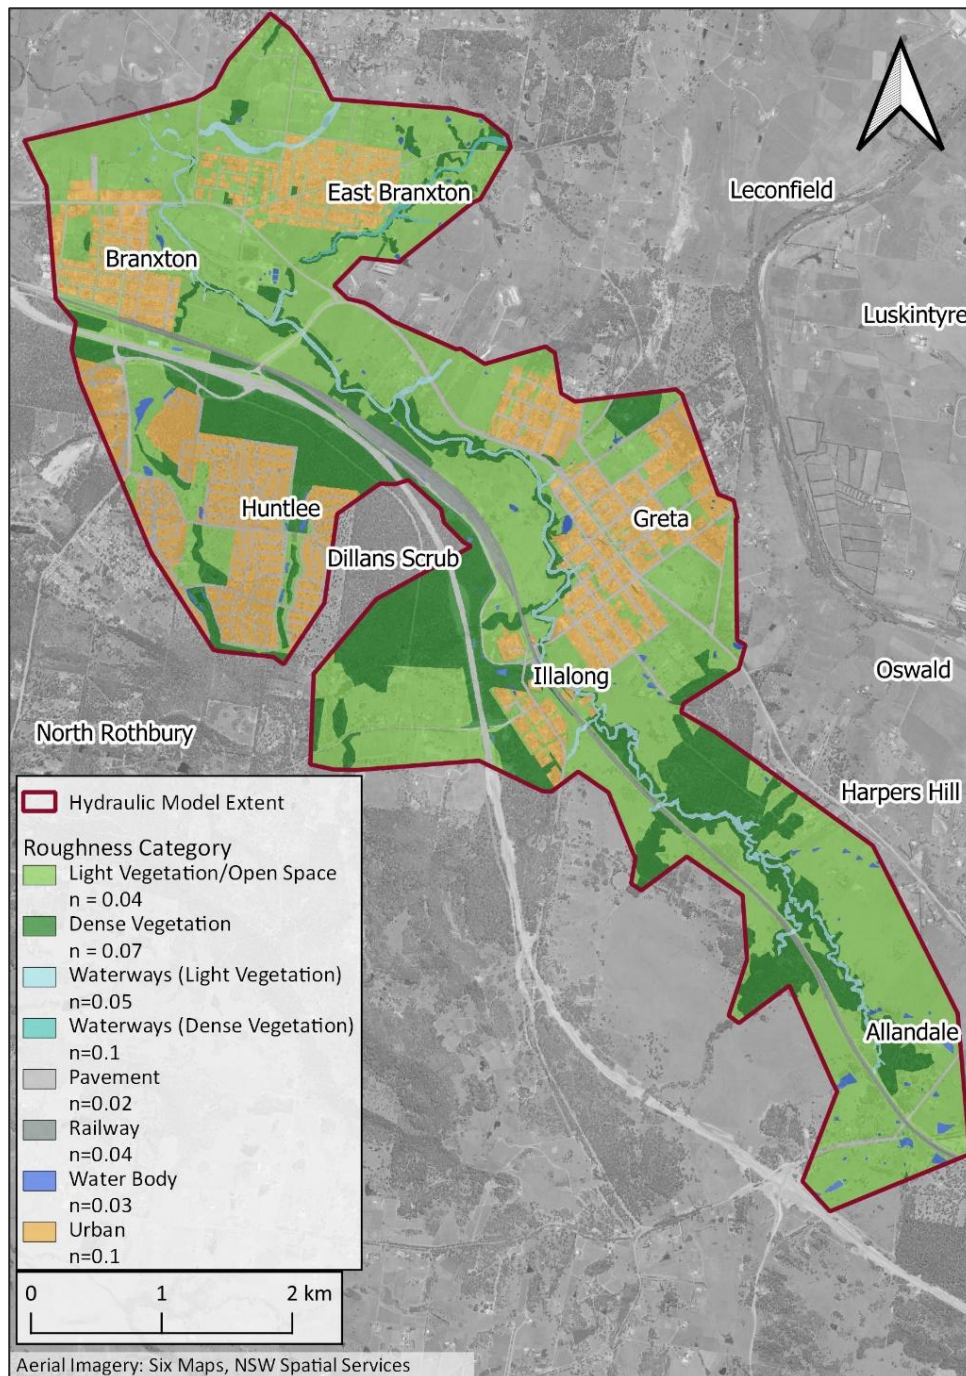 Leconfield
East Branxton
Branxton
Luskintyre
Huntlee
Greta
Dillans Scrub
Illalong
Oswald
North Rothbury
Harpers Hill
Allandale
Hydraulic Model Extent
Roughness Category
Light Vegetation/Open Space
n = 0.04
Dense Vegetation
n = 0.07
Waterways (Light Vegetation)
n=0.05
Waterways (Dense Vegetation)
n=0.1
Pavement
n=0.02
Railway
n=0.04
Water Body
n=0.03
Urban
n=0.1
0 1 2 km
Aerial Imagery: Six Maps, NSW Spatial Services